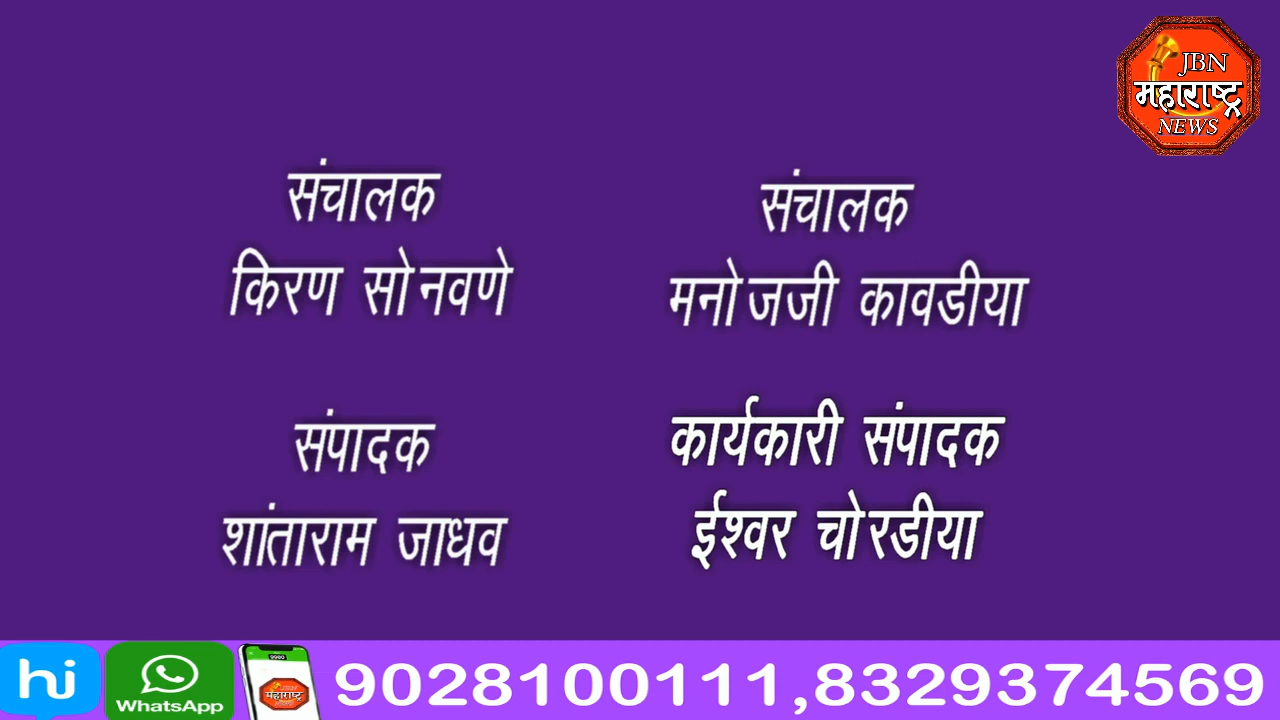 JBN
महाराष्ट्र
NEWS
संचालक
किरण सोनवणे
संचालक
मनोजजी कावडीया
संपादक
शांताराम जाधव
कार्यकारी संपादक
ईश्वर चोरडीया
hi
WhatsApp
महाराष्ट्र
9028100111,8329374569